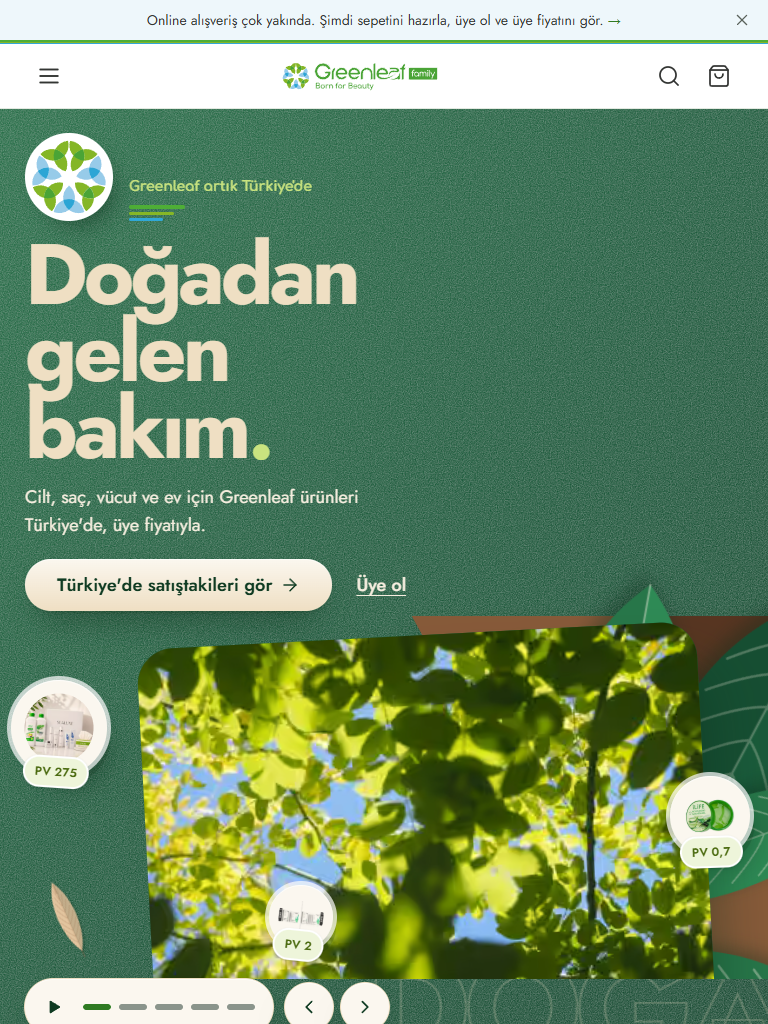 Online alışveriş çok yakında. Şimdi sepetini hazırla, üye ol ve üye fiyatını gör. →
Greenleaf family
Born for Beauty
Greenleaf artık Türkiye'de
Doğadan
gelen
bakım.
Cilt, saç, vücut ve ev için Greenleaf ürünleri
Türkiye'de, üye fiyatıyla.
Türkiye'de satıştakileri gör →
Üye ol
PV 275
PV 0,7
PV 2